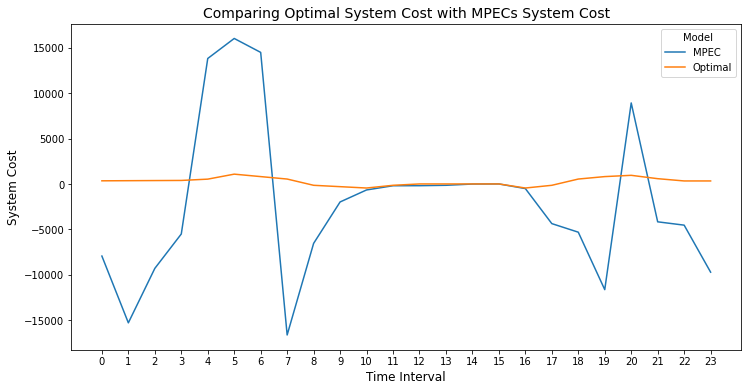 Comparing Optimal System Cost with MPECs System Cost
Model
MPEC
Optimal
System Cost
15000
10000
5000
0
−5000
−10000
−15000
0 1 2 3 4 5 6 7 8 9 10 11 12 13 14 15 16 17 18 19 20 21 22 23
Time Interval